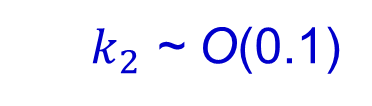 𝑘₂ ~ O(0.1)